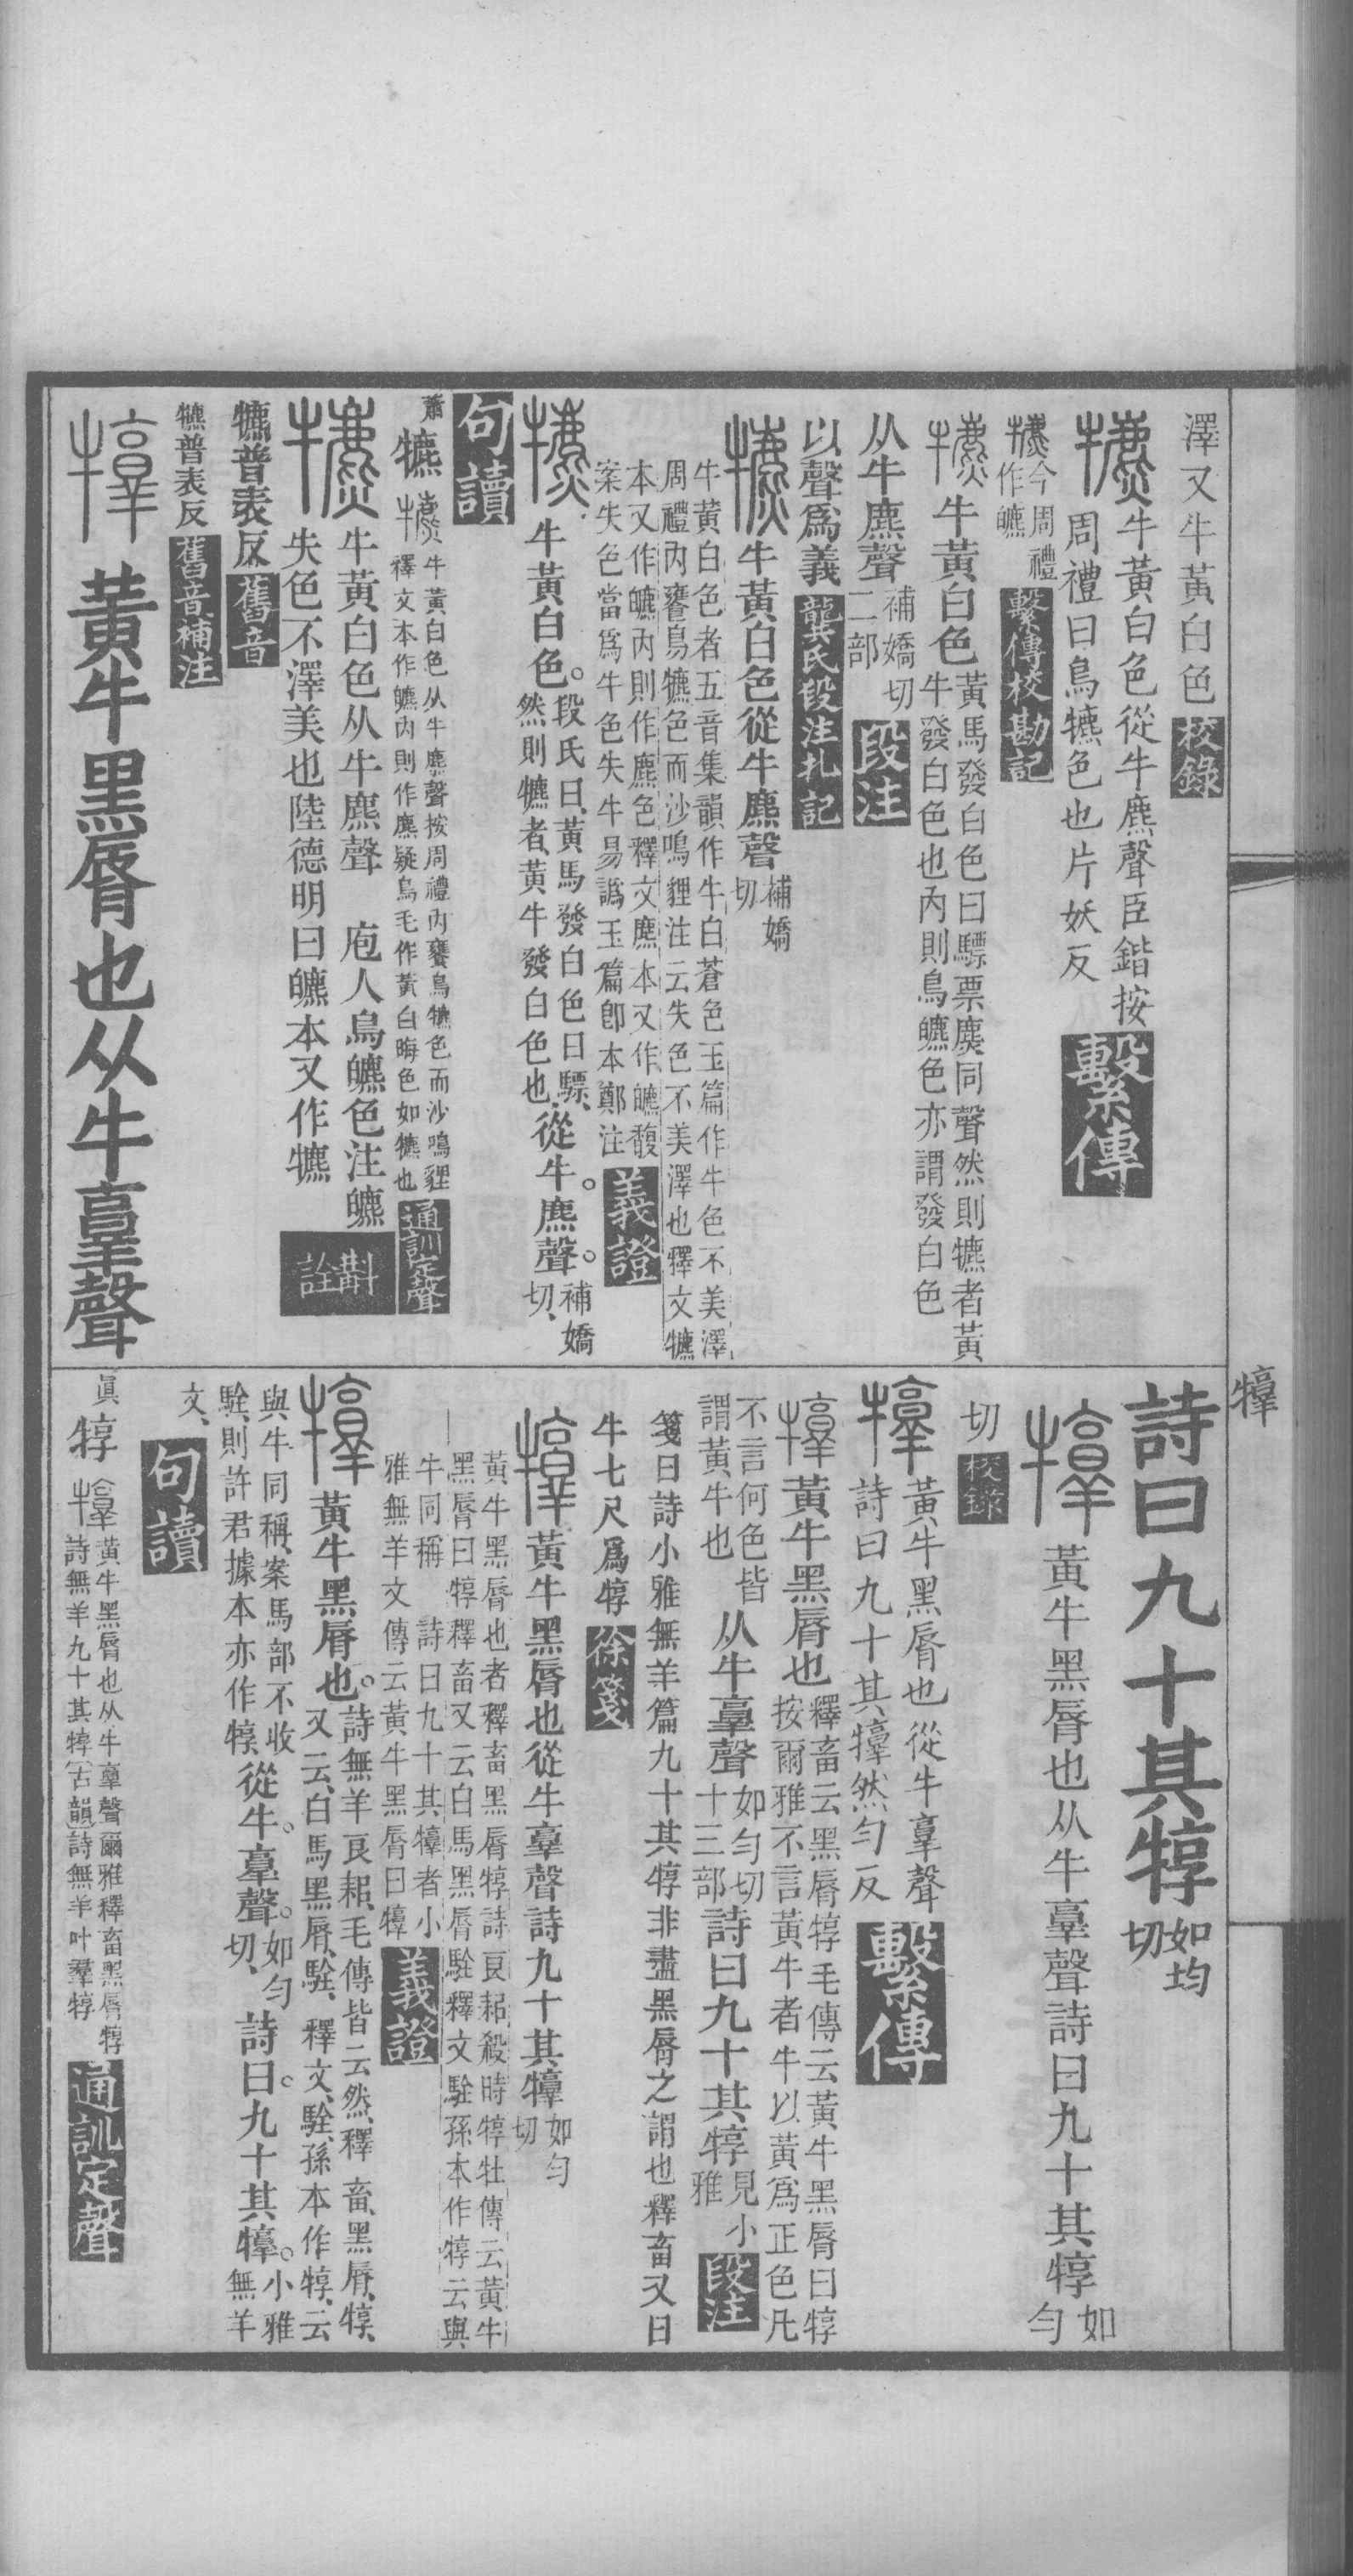 澤又牛黃白色 校錄
牛黃白色從牛麃聲臣鍇按
周禮曰鳥犥色也片妖反 繫傳
今周禮
作皫 繫傳校勘記
牛黃白色
黃馬發白色曰驃票麃同聲然則犥者黃
牛發白色也內則鳥皫色亦謂發白色
从牛麃聲
補嬌切
二部 段注
以聲爲義 龔氏段注札記
牛黃白色從牛麃聲
補嬌
切
牛黃白色者五音集韻作牛白蒼色玉篇作牛色不美澤
周禮內饔鳥犥色而沙鳴貍注云失色不美澤也釋文犥
本又作皫內則作麃色釋文麃本又作皫馥
案失色當爲牛色失牛易譌玉篇卽本鄭注 義證
牛黃白色。
段氏曰、黃馬發白色曰驃、
然則犥者、黃牛發白色也、
從牛。麃聲。
補嬌
切、
句讀
蕭 犥
牛黃白色从牛麃聲按周禮內饔鳥犥色而沙鳴貍
釋文本作皫內則作麃疑鳥毛作黃白晦色如犥也 通訓定聲
牛黃白色从牛麃聲 庖人鳥皫色注皫
失色不澤美也陸德明曰皫本又作犥
斠詮
犥普表反 舊音
犥普表反 舊音補注
黃牛黑脣也从牛𦎫聲
犉
詩曰九十其犉
如均
切
黃牛黑脣也从牛𦎫聲詩曰九十其犉
如
勻
切 校錄
黃牛黑脣也從牛𦎫聲
詩曰九十其犉然勻反 繫傳
黃牛黑脣也
釋畜云黑脣犉毛傳云黃牛黑脣曰犉
按爾雅不言黃牛者牛以黃爲正色凡
不言何色皆
謂黃牛也
从牛𦎫聲
如勻切
十三部
詩曰九十其犉
見小
雅 段注
箋曰詩小雅無羊篇九十其犉非盡黑脣之謂也釋畜又曰
牛七尺爲犉 徐箋
黃牛黑脣也從牛𦎫聲詩九十其犉
如勻
切
黃牛黑脣也者釋畜黑脣犉詩良耜殺時犉牡傳云黃牛
黑脣曰犉釋畜又云白馬黑脣駩釋文駩孫本作犉云與
牛同稱 詩曰九十其犉者小
雅無羊文傳云黃牛黑脣曰犉 義證
黃牛黑脣也。
詩無羊良耜、毛傳皆云然、釋畜、黑脣、犉、
又云、白馬黑脣、駩、釋文、駩、孫本作犉、云
與牛同稱、案馬部不收
駩、則許君據本亦作犉、
從牛。𦎫聲。
如勻
切、
詩曰。九十其犉。
小雅
無羊
文、
句讀
眞 犉
黃牛黑脣也从牛𦎫聲爾雅釋畜黑脣犉
詩無羊九十其犉古韻詩無羊叶羣犉 通訓定聲